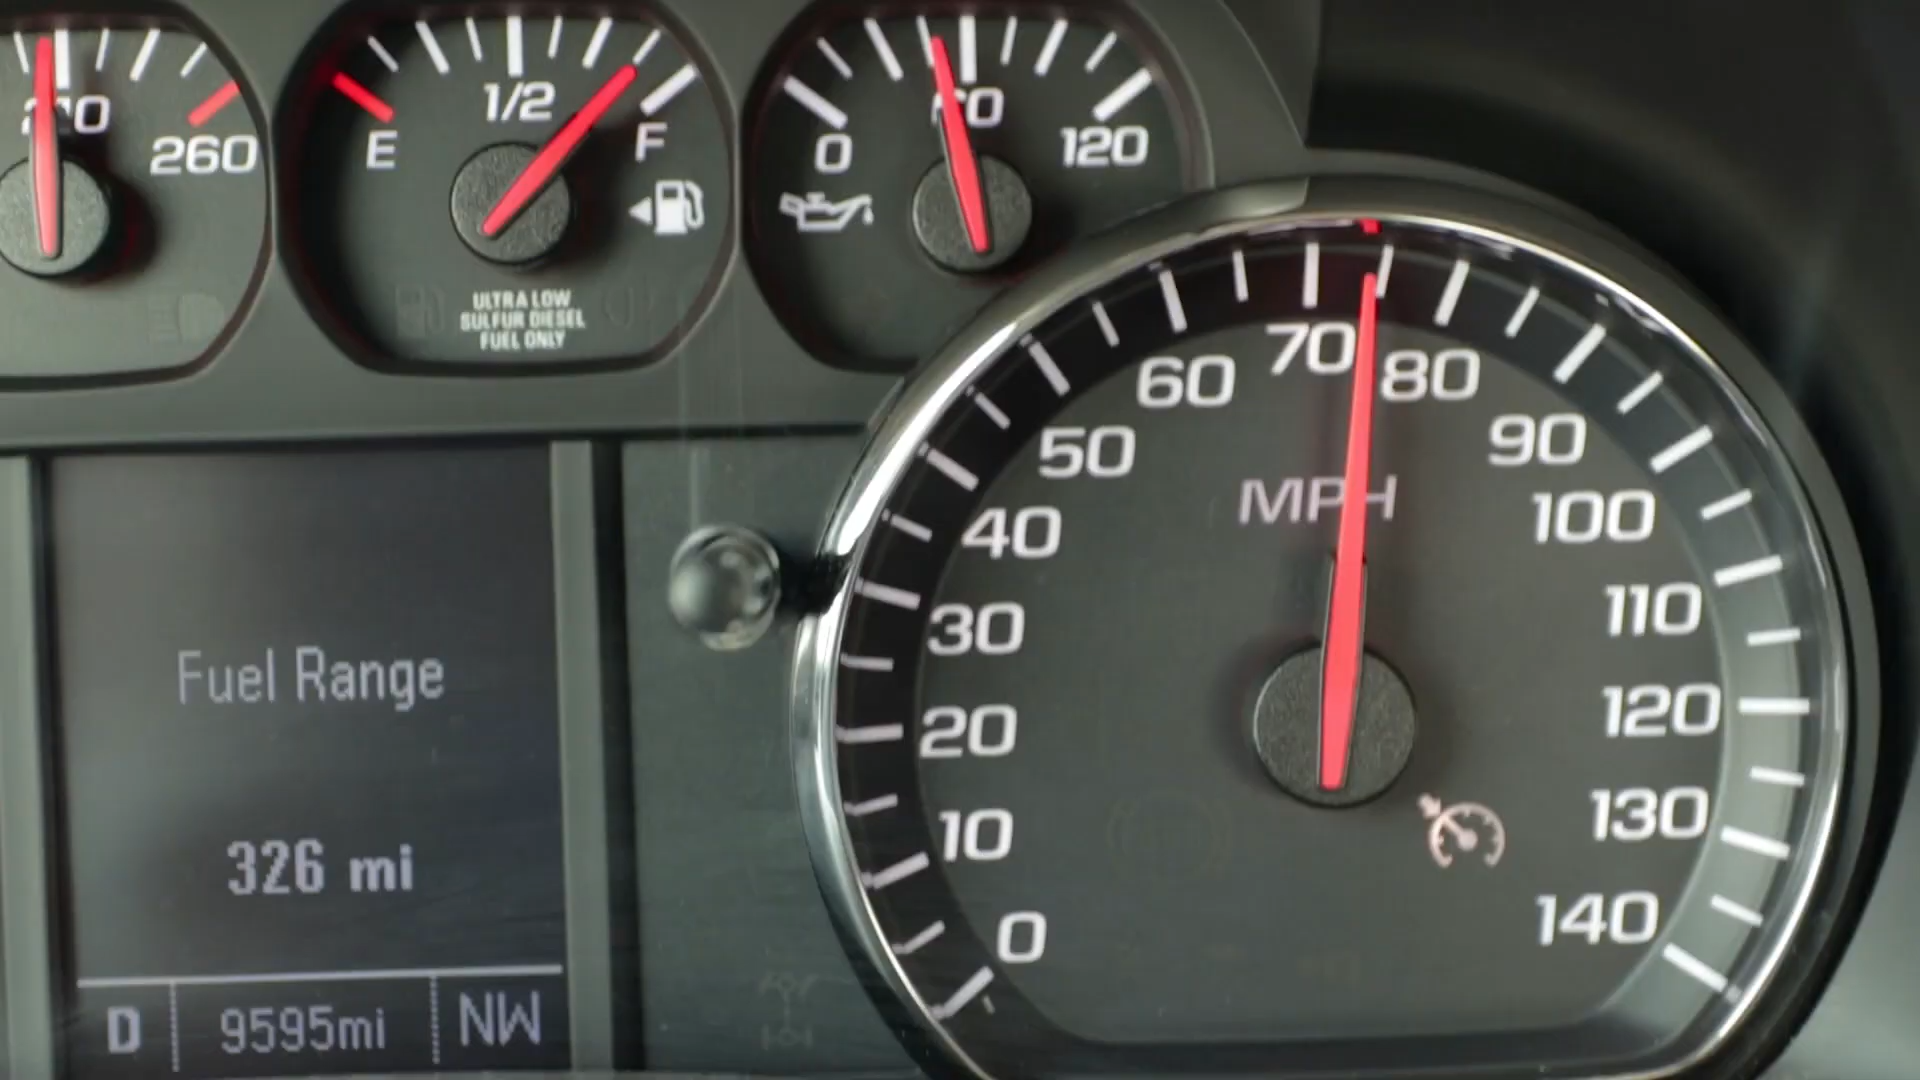 260
E
1/2
F
ULTRA LOW
SULFUR DIESEL
FUEL ONLY
0
60
120
0
10
20
30
40
50
60
70
80
90
100
110
120
130
140
MPH
Fuel Range
326 mi
D
9595mi
NW